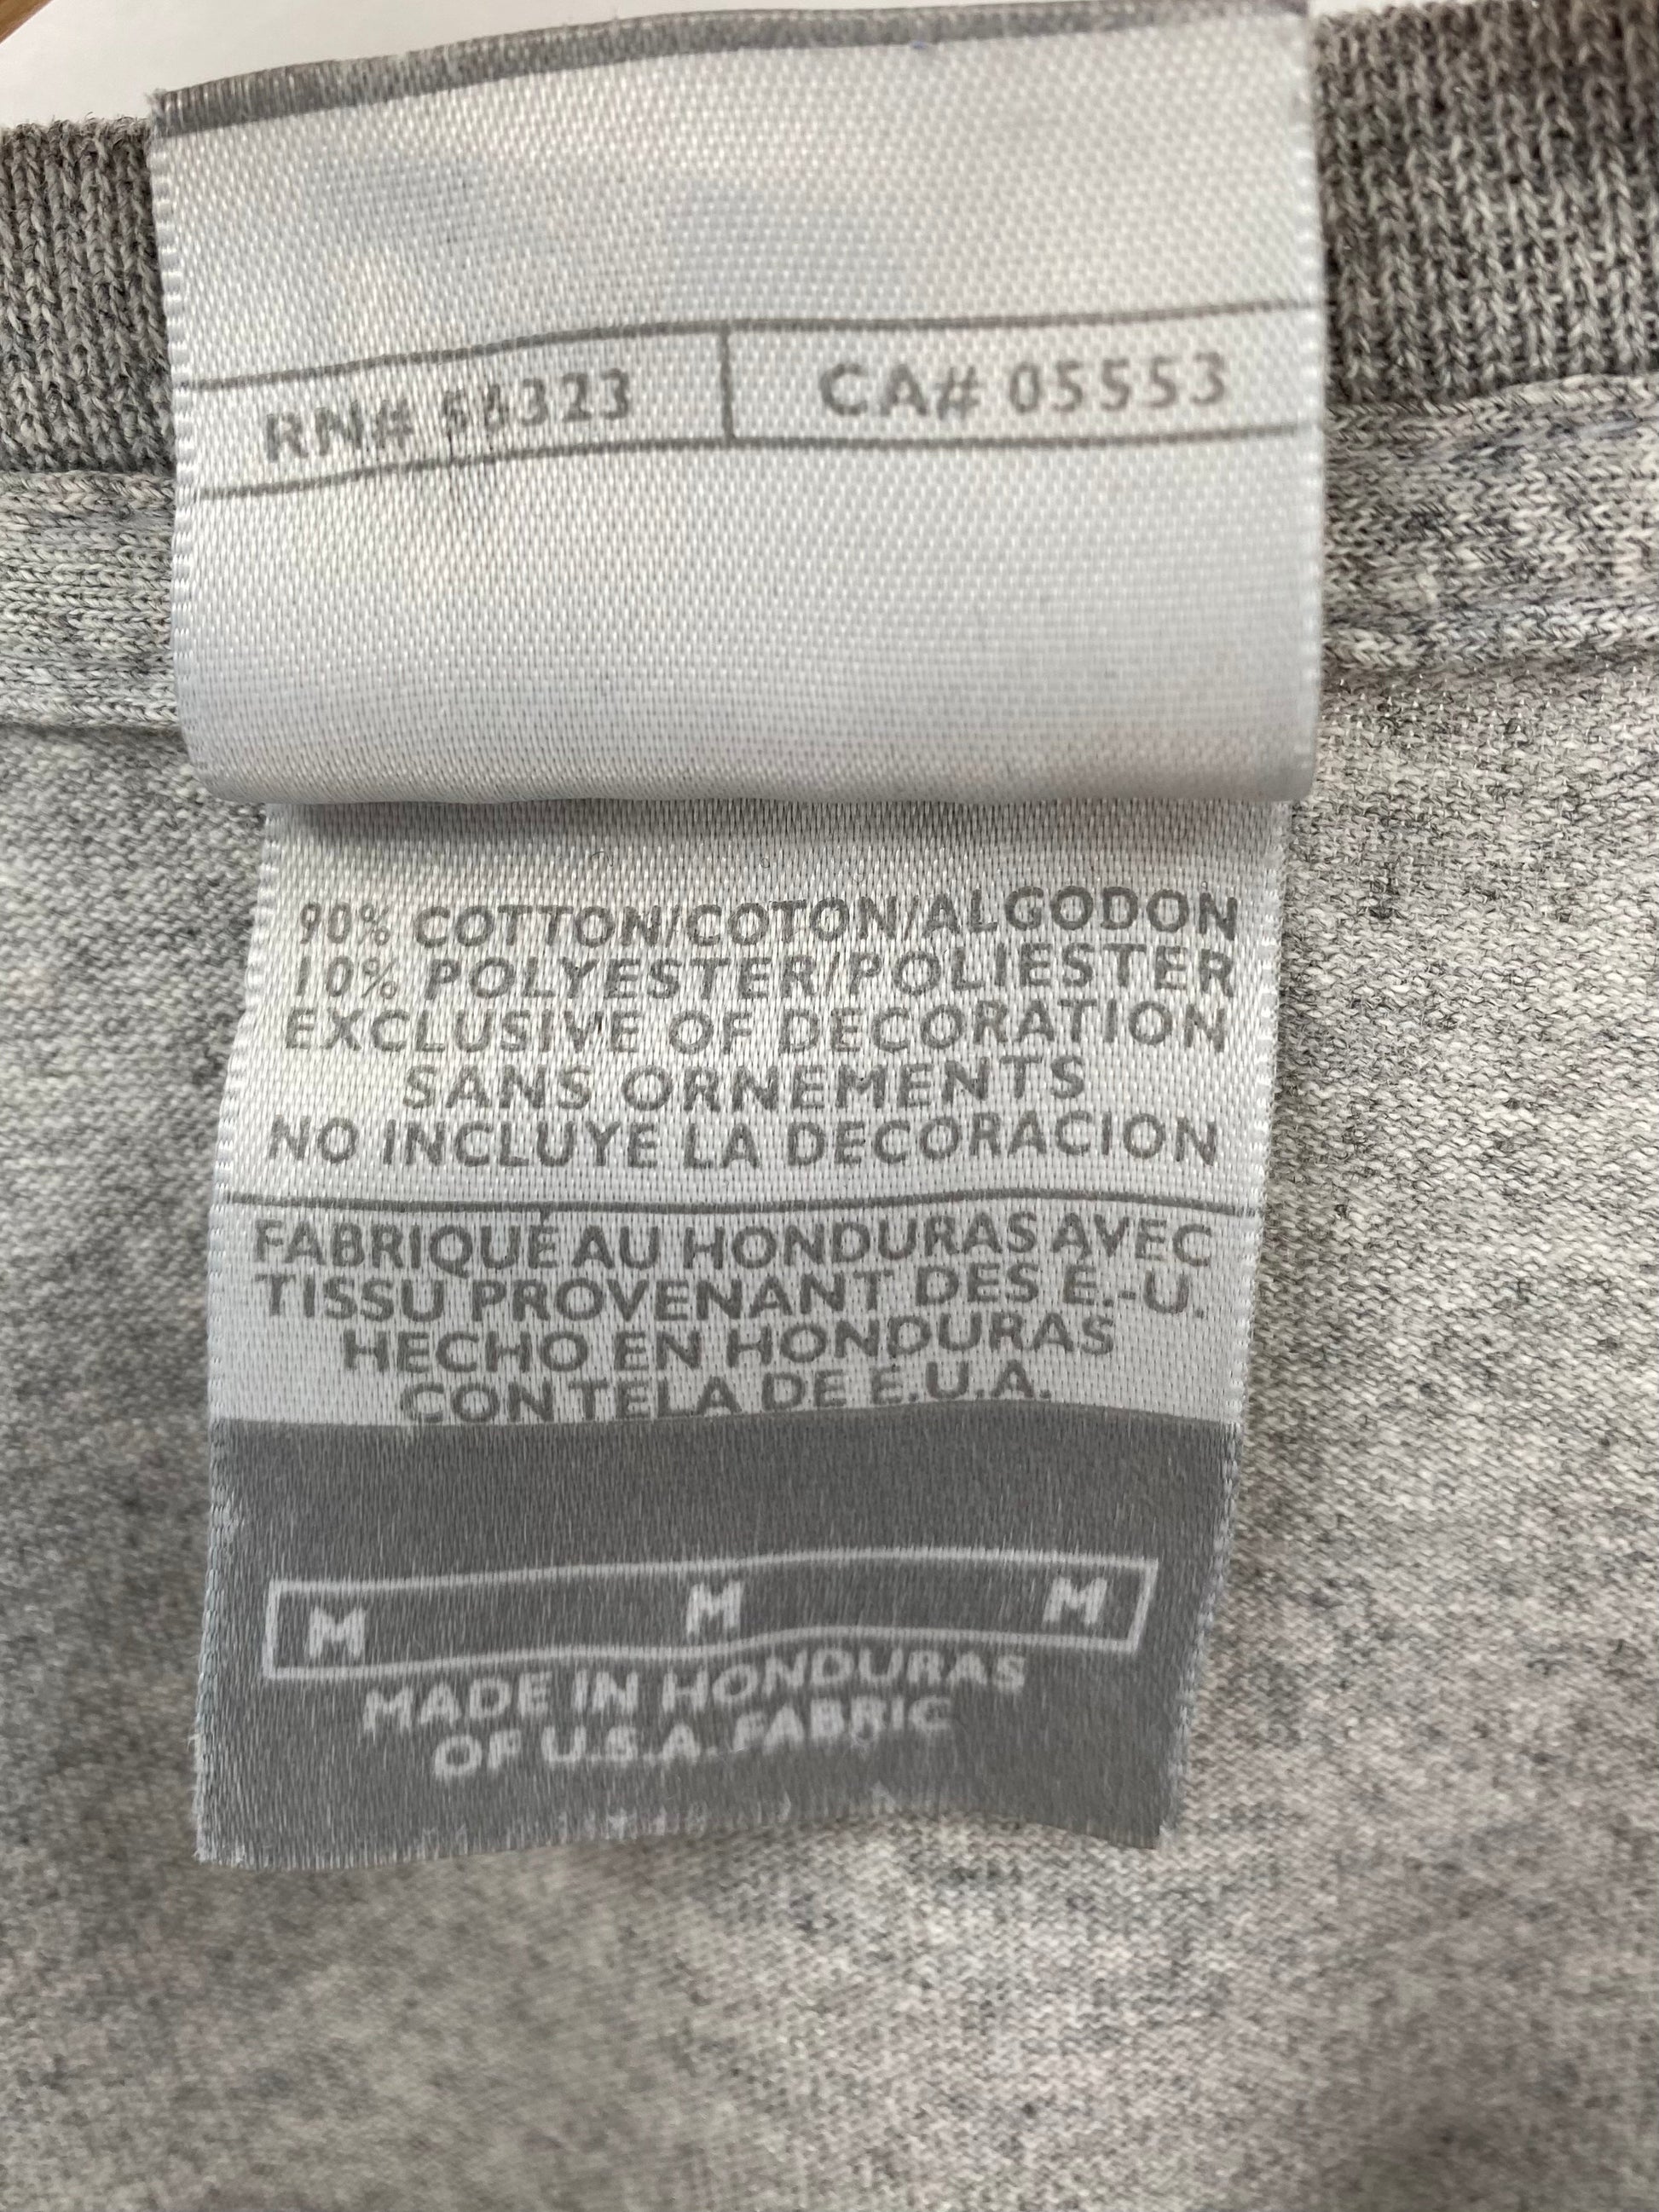 RN# CA# 05553
90% COTTON/COTON/ALGODON
10% POLYESTER/POLIESTER
EXCLUSIVE OF DECORATION
SANS ORNEMENTS
NO INCLUYE LA DECORACION
FABRIQUÉ AU HONDURAS AVEC
TISSU PROVENANT DES É.-U.
HECHO EN HONDURAS
CON TELA DE E.U.A.
M M M
MADE IN HONDURAS
OF U.S.A. FABRIC